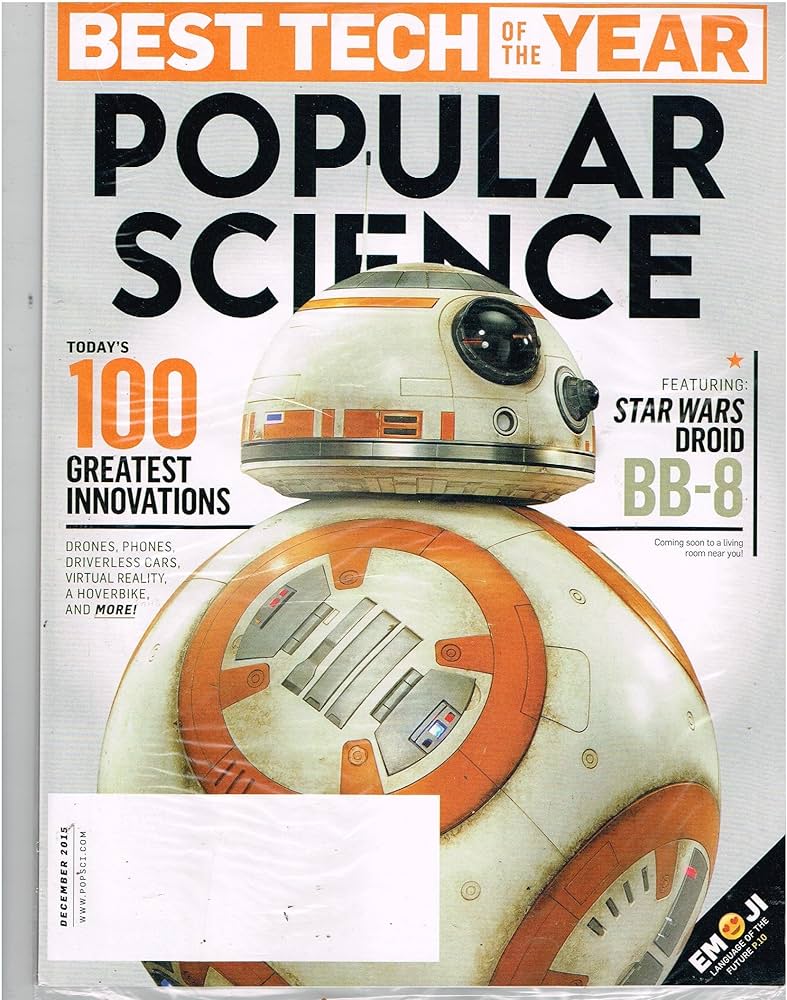 BEST TECH OF THE YEAR
POPULAR
SCIENCE
TODAY'S
100
GREATEST
INNOVATIONS
DRONES, PHONES,
DRIVERLESS CARS,
VIRTUAL REALITY,
A HOVERBIKE,
AND MORE!
FEATURING:
STAR WARS
DROID
BB-8
Coming soon to a living
room near you!
DECEMBER 2015
WWW.POPSCI.COM
EMOJI
LANGUAGE OF THE
FUTURE P.10